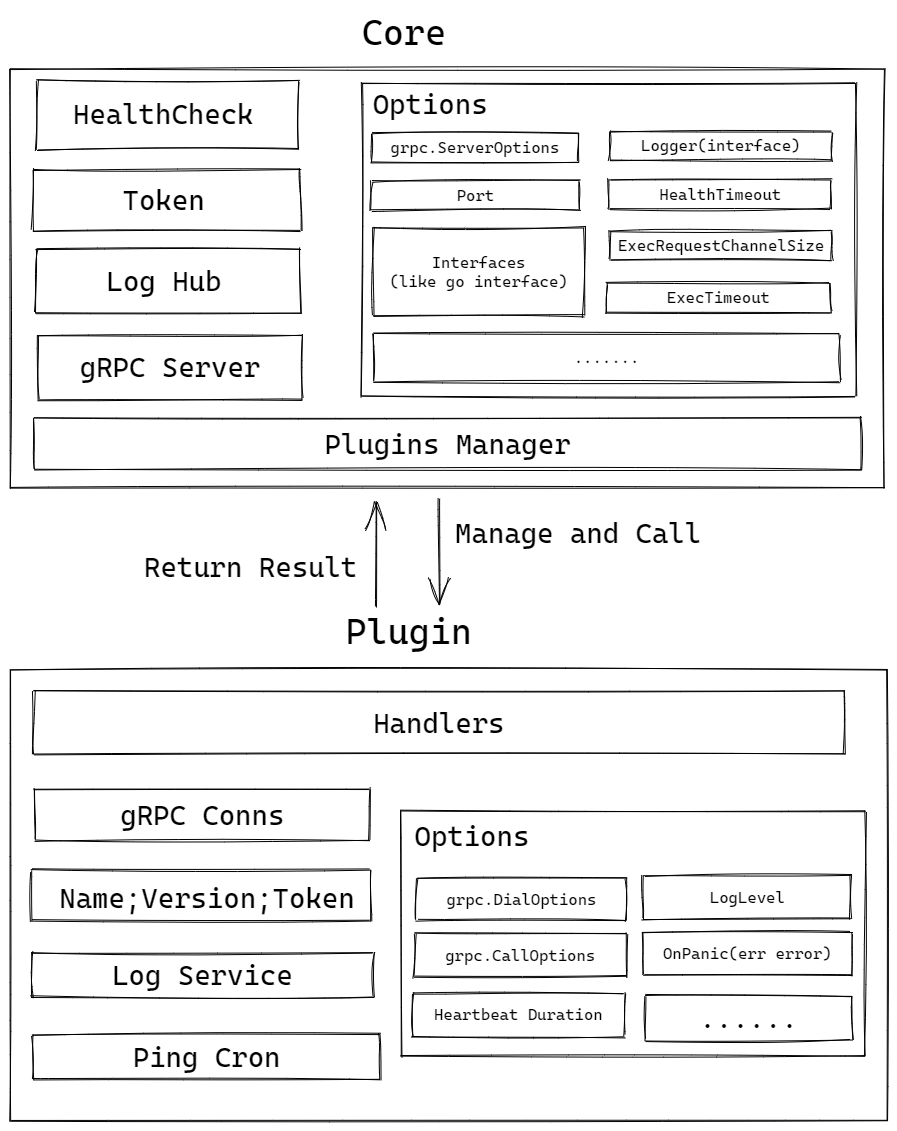 Core
HealthCheck
Token
Log Hub
gRPC Server
Options
grpc.ServerOptions
Logger(interface)
Port
HealthTimeout
Interfaces
(like go interface)
ExecRequestChannelSize
ExecTimeout
.......
Plugins Manager
Manage and Call
Return Result
Plugin
Handlers
gRPC Conns
Name;Version;Token
Log Service
Ping Cron
Options
grpc.DialOptions
LogLevel
grpc.CallOptions
OnPanic(err error)
Heartbeat Duration
......